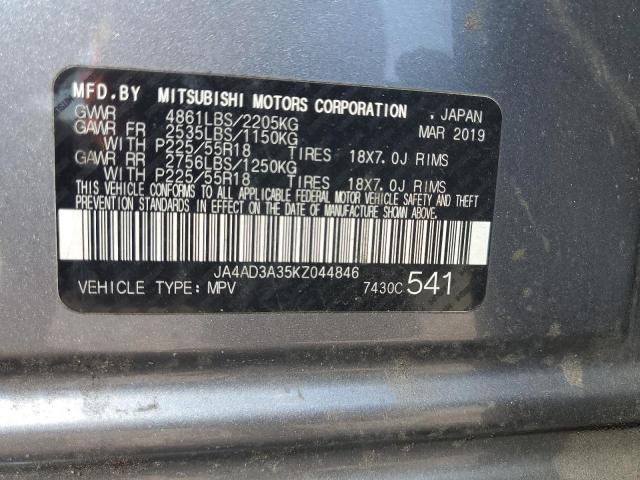 MFD.BY MITSUBISHI MOTORS CORPORATION . JAPAN
GVWR 4861LBS/2205KG MAR 2019
GAWR FR 2535LBS/1150KG
WITH P225/55R18 TIRES 18X7.0J RIMS
GAWR RR 2756LBS/1250KG
WITH P225/55R18 TIRES 18X7.0J RIMS
THIS VEHICLE CONFORMS TO ALL APPLICABLE FEDERAL MOTOR VEHICLE SAFETY AND THEFT
PREVENTION STANDARDS IN EFFECT ON THE DATE OF MANUFACTURE SHOWN ABOVE.
JA4AD3A35KZ044846
VEHICLE TYPE: MPV 7430C 541